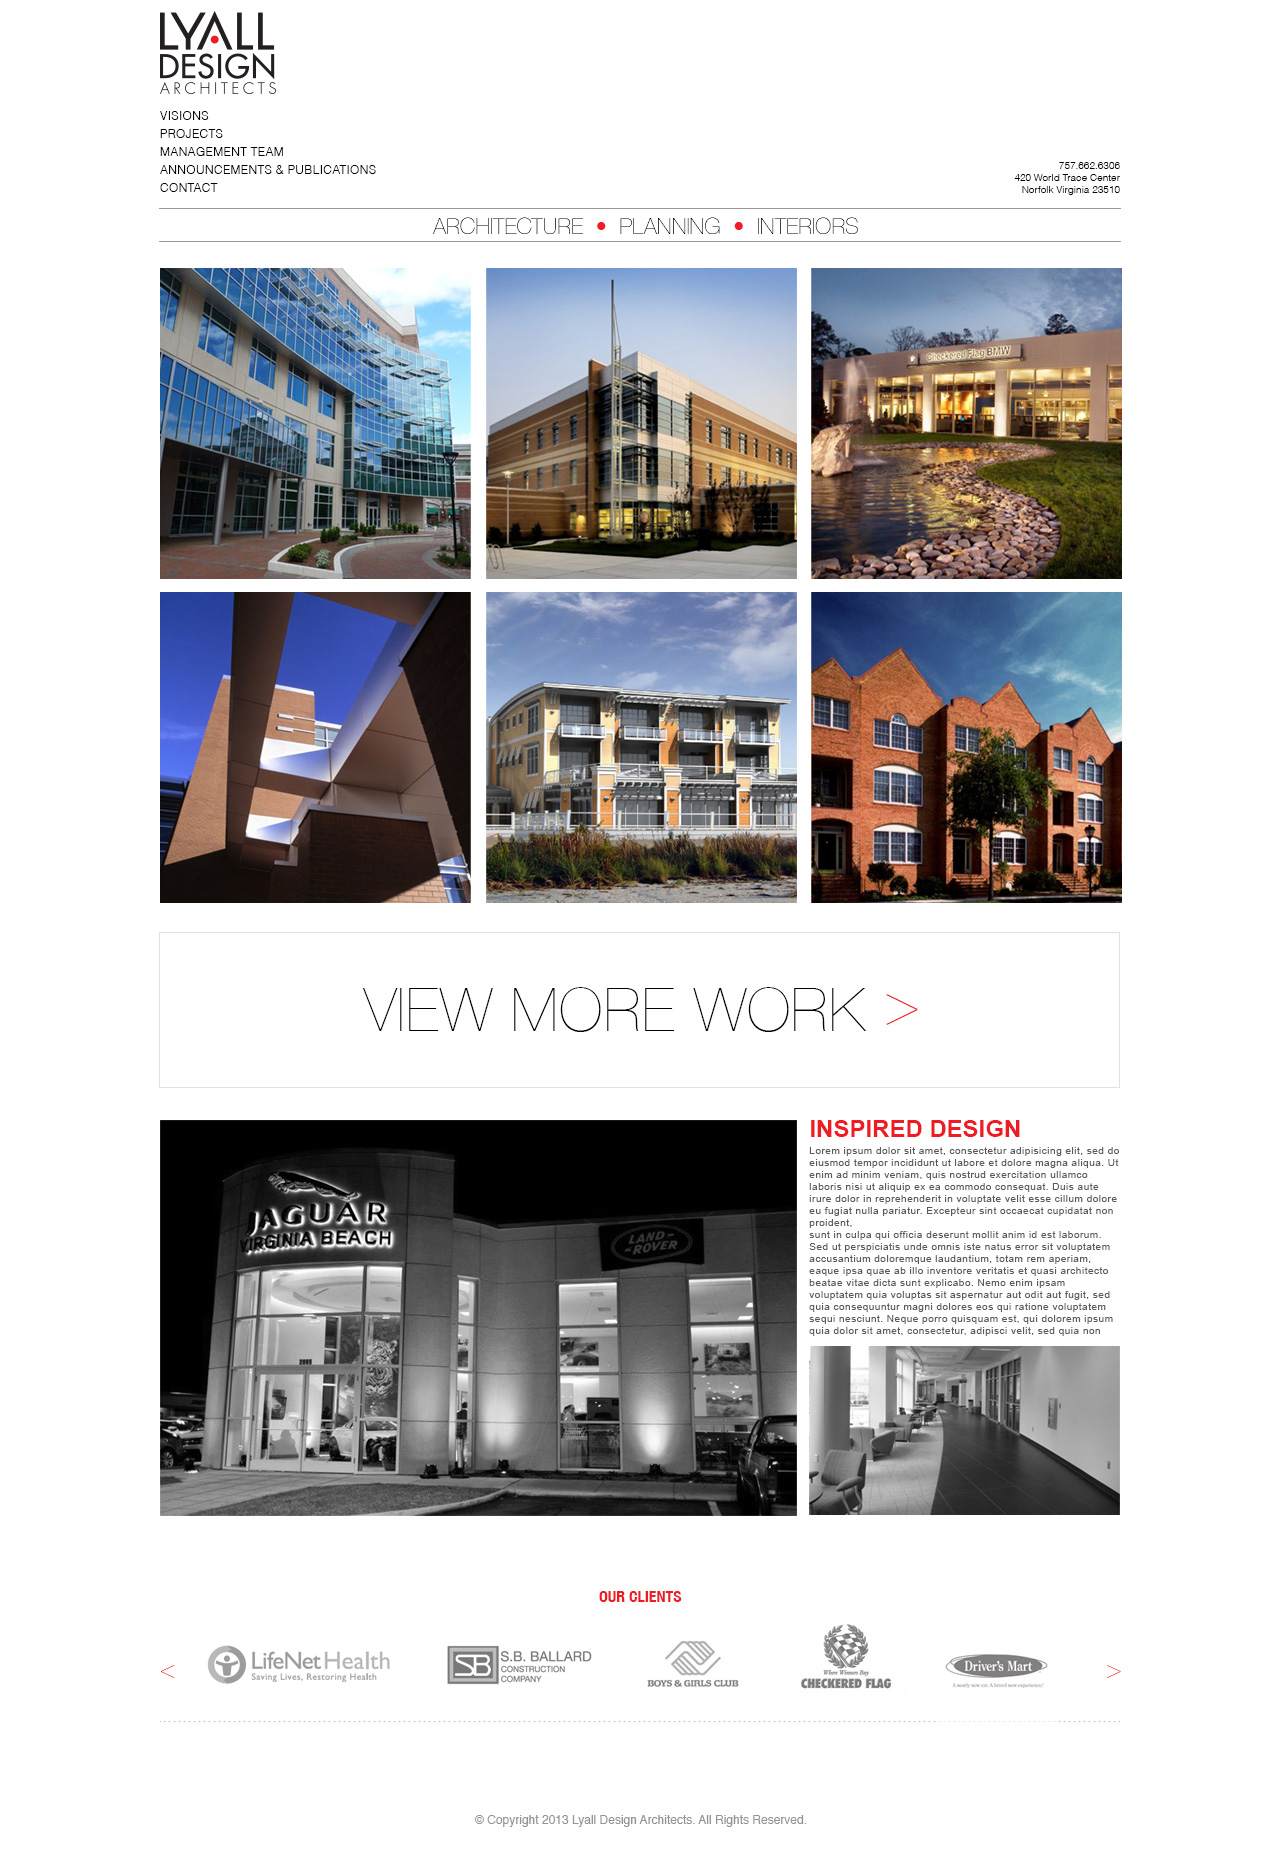 LYALL
DESIGN
ARCHITECTS
VISIONS
PROJECTS
MANAGEMENT TEAM
ANNOUNCEMENTS & PUBLICATIONS
CONTACT
757.662.6306
420 World Trace Center
Norfolk Virginia 23510
ARCHITECTURE • PLANNING • INTERIORS
Checkered Flag BMW
VIEW MORE WORK >
JAGUAR
VIRGINIA BEACH
LAND-
-ROVER
2065
INSPIRED DESIGN
Lorem ipsum dolor sit amet, consectetur adipisicing elit, sed do
eiusmod tempor incididunt ut labore et dolore magna aliqua. Ut
enim ad minim veniam, quis nostrud exercitation ullamco
laboris nisi ut aliquip ex ea commodo consequat. Duis aute
irure dolor in reprehenderit in voluptate velit esse cillum dolore
eu fugiat nulla pariatur. Excepteur sint occaecat cupidatat non
proident,
sunt in culpa qui officia deserunt mollit anim id est laborum.
Sed ut perspiciatis unde omnis iste natus error sit voluptatem
accusantium doloremque laudantium, totam rem aperiam,
eaque ipsa quae ab illo inventore veritatis et quasi architecto
beatae vitae dicta sunt explicabo. Nemo enim ipsam
voluptatem quia voluptas sit aspernatur aut odit aut fugit, sed
quia consequuntur magni dolores eos qui ratione voluptatem
sequi nesciunt. Neque porro quisquam est, qui dolorem ipsum
quia dolor sit amet, consectetur, adipisci velit, sed quia non
OUR CLIENTS
<
LifeNet Health
Saving Lives, Restoring Health
SB
S.B. BALLARD
CONSTRUCTION
COMPANY
BOYS & GIRLS CLUB
Where Winners Buy
CHECKERED FLAG
Driver's Mart
A nearly new car. A brand new experience.
>
© Copyright 2013 Lyall Design Architects. All Rights Reserved.